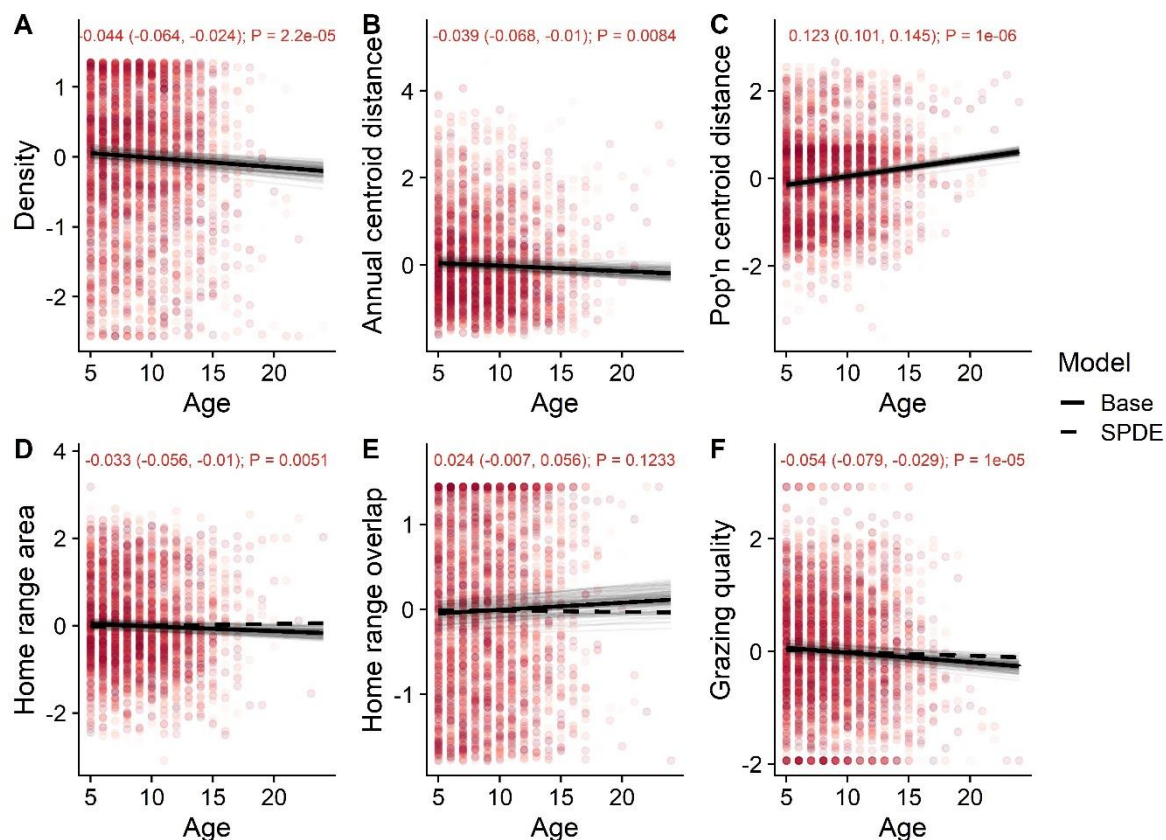 A
-0.044 (-0.064, -0.024); P = 2.2e-05
Density
1
0
-1
-2
5 10 15 20
Age
B
-0.039 (-0.068, -0.01); P = 0.0084
Annual centroid distance
4
2
0
5 10 15 20
Age
C
0.123 (0.101, 0.145); P = 1e-06
Pop'n centroid distance
2
0
-2
5 10 15 20
Age
Model
Base
SPDE
D
-0.033 (-0.056, -0.01); P = 0.0051
Home range area
4
2
0
-2
5 10 15 20
Age
E
0.024 (-0.007, 0.056); P = 0.1233
Home range overlap
1
0
-1
5 10 15 20
Age
F
-0.054 (-0.079, -0.029); P = 1e-05
Grazing quality
2
0
-2
5 10 15 20
Age